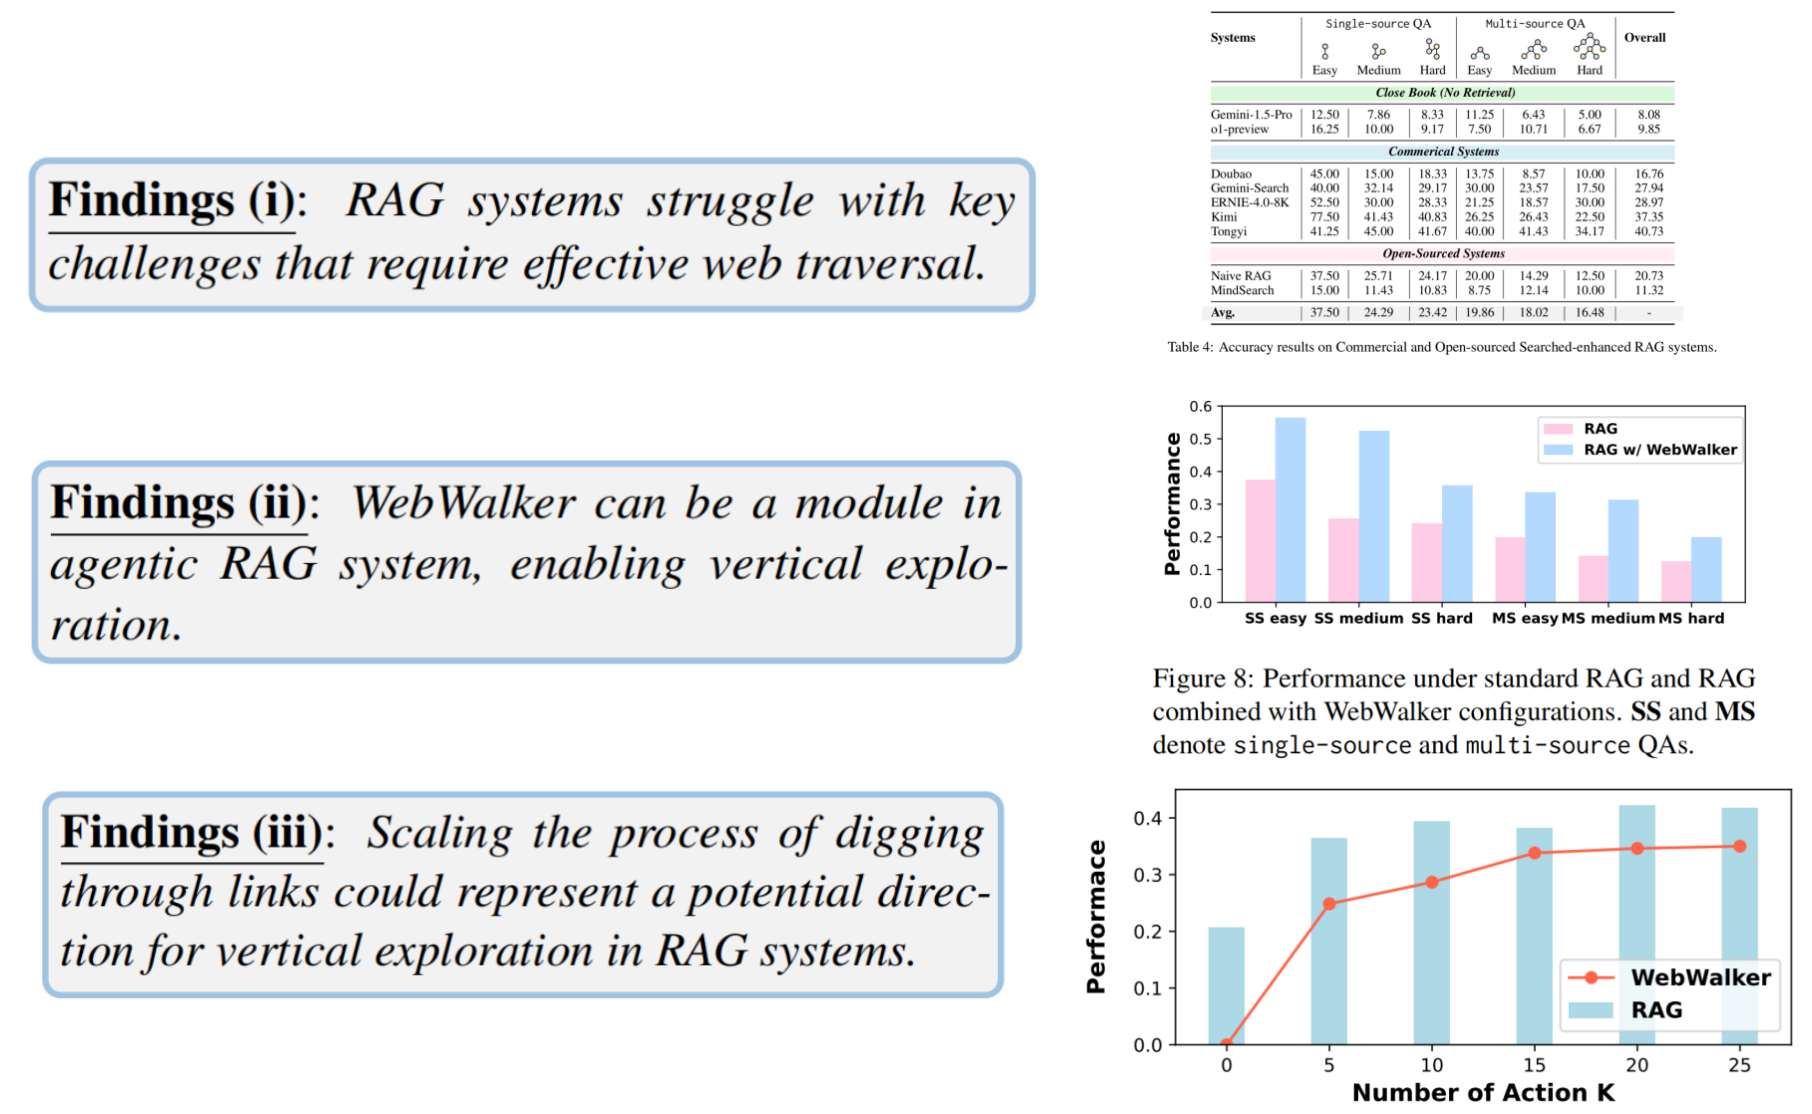 Findings (i): RAG systems struggle with key
challenges that require effective web traversal.
Findings (ii): WebWalker can be a module in
agentic RAG system, enabling vertical explo-
ration.
Findings (iii): Scaling the process of digging
through links could represent a potential direc-
tion for vertical exploration in RAG systems.
Systems Single-source QA Multi-source QA Overall
Easy Medium Hard Easy Medium Hard
Close Book (No Retrieval)
Gemini-1.5-Pro 12.50 7.86 8.33 11.25 6.43 5.00 8.08
o1-preview 16.25 10.00 9.17 7.50 10.71 6.67 9.85
Commerical Systems
Doubao 45.00 15.00 18.33 13.75 8.57 10.00 16.76
Gemini-Search 40.00 32.14 29.17 30.00 23.57 17.50 27.94
ERNIE-4.0-8K 52.50 30.00 28.33 21.25 18.57 30.00 28.97
Kimi 77.50 41.43 40.83 26.25 26.43 22.50 37.35
Tongyi 41.25 45.00 41.67 40.00 41.43 34.17 40.73
Open-Sourced Systems
Naive RAG 37.50 25.71 24.17 20.00 14.29 12.50 20.73
MindSearch 15.00 11.43 10.83 8.75 12.14 10.00 11.32
Avg. 37.50 24.29 23.42 19.86 18.02 16.48 -
Table 4: Accuracy results on Commercial and Open-sourced Searched-enhanced RAG systems.
Performance
0.6
0.5
0.4
0.3
0.2
0.1
0.0
RAG
RAG w/ WebWalker
SS easy SS medium SS hard MS easy MS medium MS hard
Figure 8: Performance under standard RAG and RAG
combined with WebWalker configurations. SS and MS
denote single-source and multi-source QAs.
Performace
0.4
0.3
0.2
0.1
0.0
WebWalker
RAG
0 5 10 15 20 25
Number of Action K